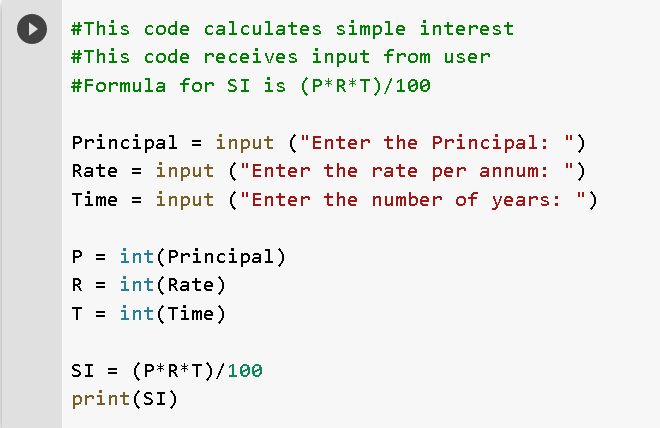 #This code calculates simple interest
#This code receives input from user
#Formula for SI is (P*R*T)/100
Principal = input ("Enter the Principal: ")
Rate = input ("Enter the rate per annum: ")
Time = input ("Enter the number of years: ")
P = int(Principal)
R = int(Rate)
T = int(Time)
SI = (P*R*T)/100
print(SI)